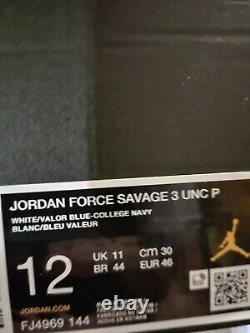 JORDAN FORCE SAVAGE 3 UNC P
WHITE/VALOR BLUE-COLLEGE NAVY
BLANC/BLEU VALEUR
12
UK 11 CM 30
BR 44 EUR 46
JORDAN.COM
FJ4969 144